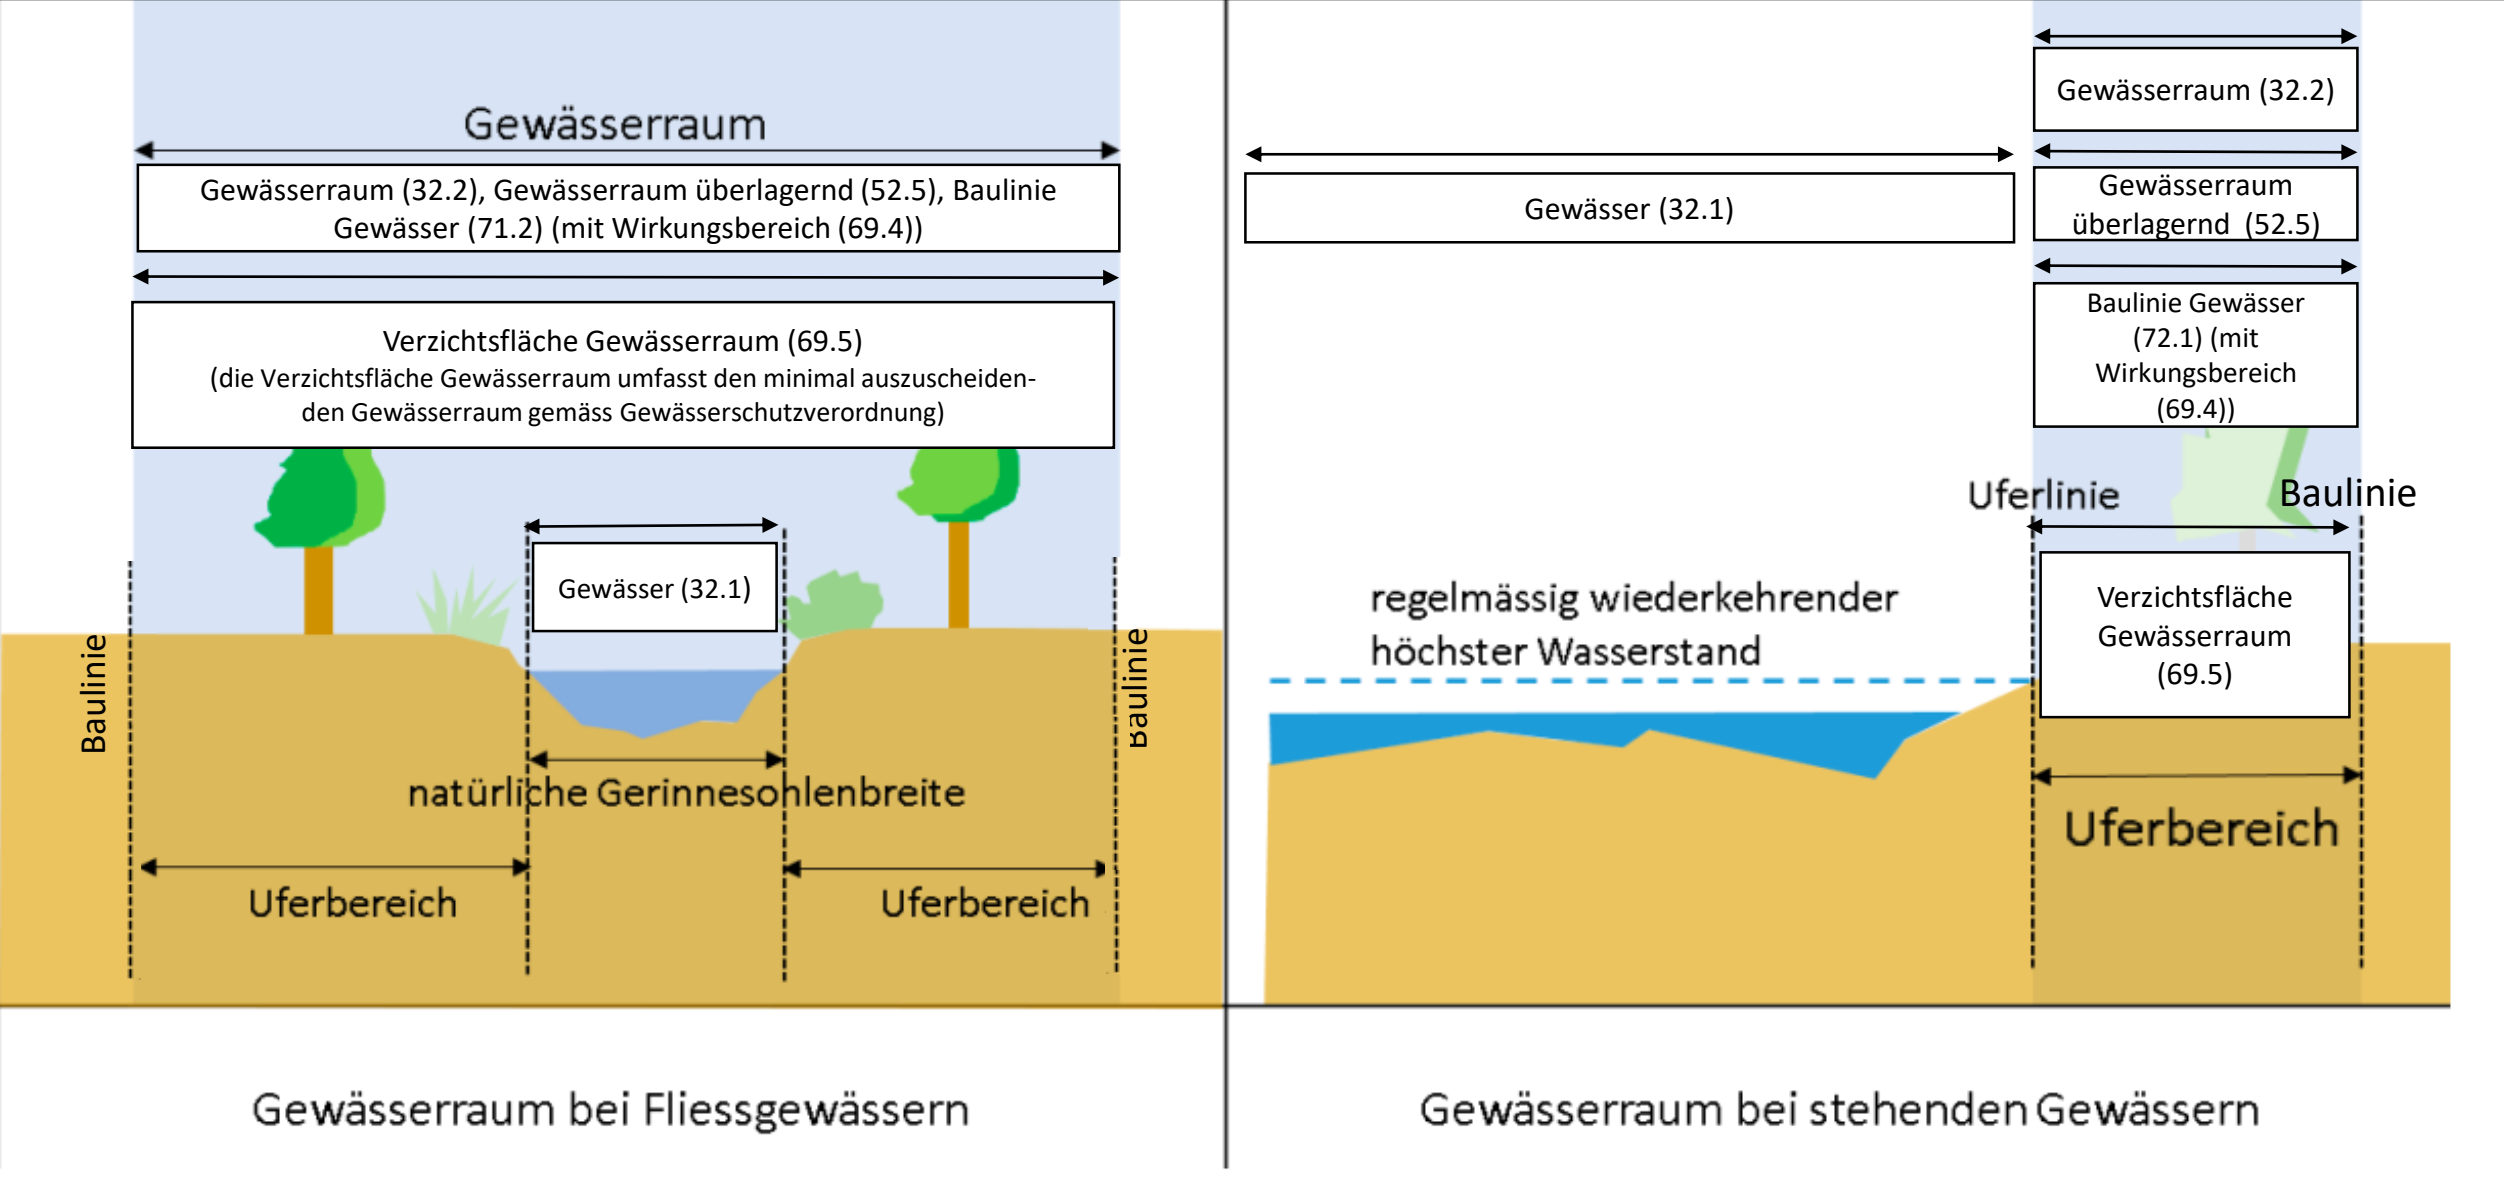 Gewässerraum
Gewässerraum (32.2), Gewässerraum überlagernd (52.5), Baulinie
Gewässer (71.2) (mit Wirkungsbereich (69.4))
Verzichtsfläche Gewässerraum (69.5)
(die Verzichtsfläche Gewässerraum umfasst den minimal auszuscheiden-
den Gewässerraum gemäss Gewässerschutzverordnung)
Gewässer (32.1)
Baulinie
Baulinie
natürliche Gerinnesohlenbreite
Uferbereich
Uferbereich
Gewässerraum bei Fliessgewässern
Gewässerraum (32.2)
Gewässer (32.1)
Gewässerraum
überlagernd (52.5)
Baulinie Gewässer
(72.1) (mit
Wirkungsbereich
(69.4))
Uferlinie
Baulinie
regelmässig wiederkehrender
höchster Wasserstand
Verzichtsfläche
Gewässerraum
(69.5)
Uferbereich
Gewässerraum bei stehenden Gewässern